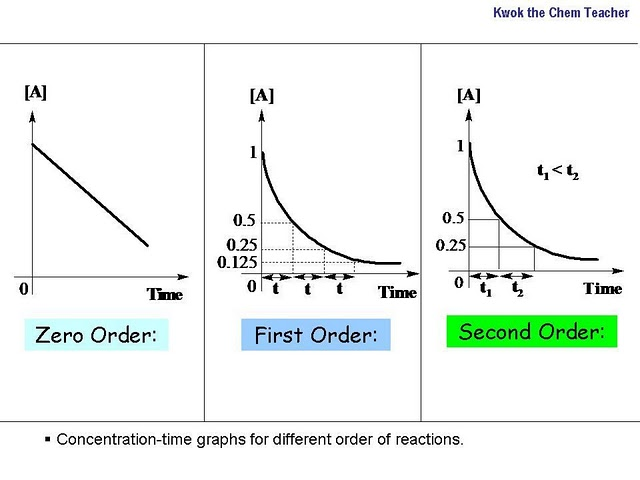 Kwok the Chem Teacher
[A]
0
Time
Zero Order:
[A]
1
0.5
0.25
0.125
0
t t t
Time
First Order:
[A]
1
t₁ < t₂
0.5
0.25
0
t₁ t₂
Time
Second Order:
▪ Concentration-time graphs for different order of reactions.